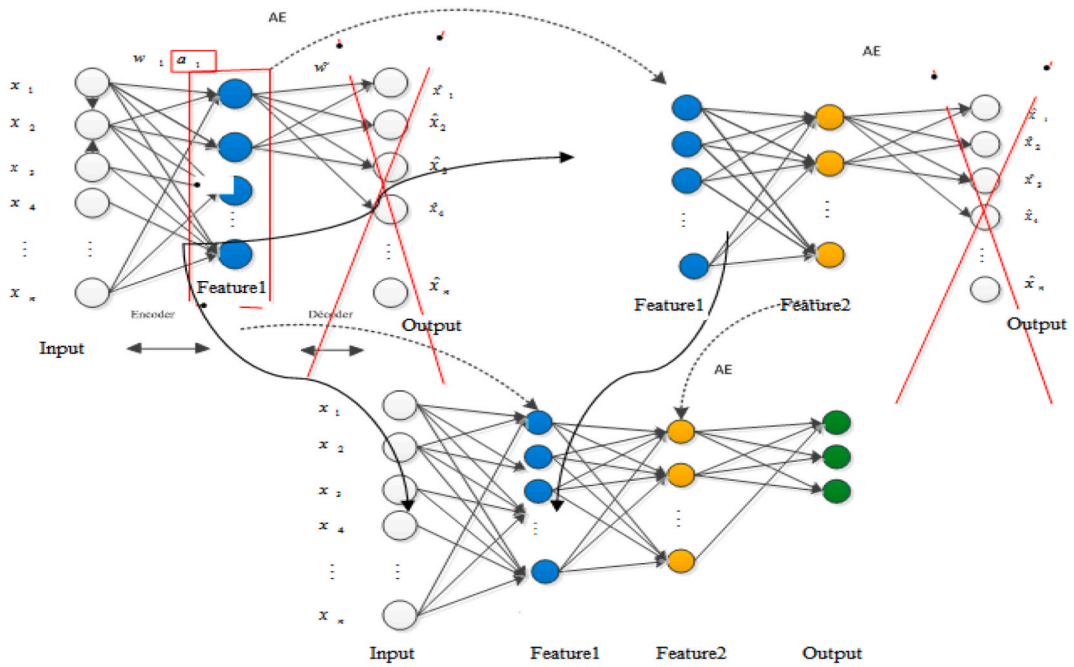 AE
w 1 a 1
ŵ
AE
x 1
x 2
x 3
x 4
⋮ ⋮
x n
x̂ 1
x̂ 2
x̂ 3
x̂ 4
⋮
x̂ n
⋮
Feature1
Encoder
Décoder
Output
Input
⋮ ⋮
x̂ 1
x̂ 2
x̂ 3
x̂ 4
⋮
x̂ n
Feature1
Feature2
Output
AE
x 1
x 2
x 3
x 4
⋮ ⋮
x n
⋮ ⋮
Input
Feature1
Feature2
Output